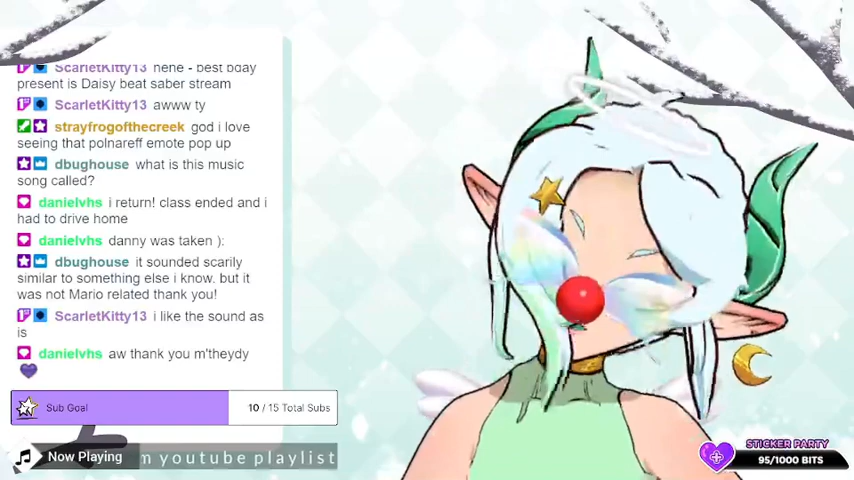 ScarletKitty13 hehe - best bday
present is Daisy beat saber stream
ScarletKitty13 awww ty
strayfrogofthecreek god i love
seeing that polnareff emote pop up
dbughouse what is this music
song called?
danielvhs i return! class ended and i
had to drive home
danielvhs danny was taken ):
dbughouse it sounded scarily
similar to something else i know. but it
was not Mario related thank you!
ScarletKitty13 i like the sound as
is
danielvhs aw thank you m'theydy
Sub Goal 10 / 15 Total Subs
Now Playing m youtube playlist
STICKER PARTY
95/1000 BITS